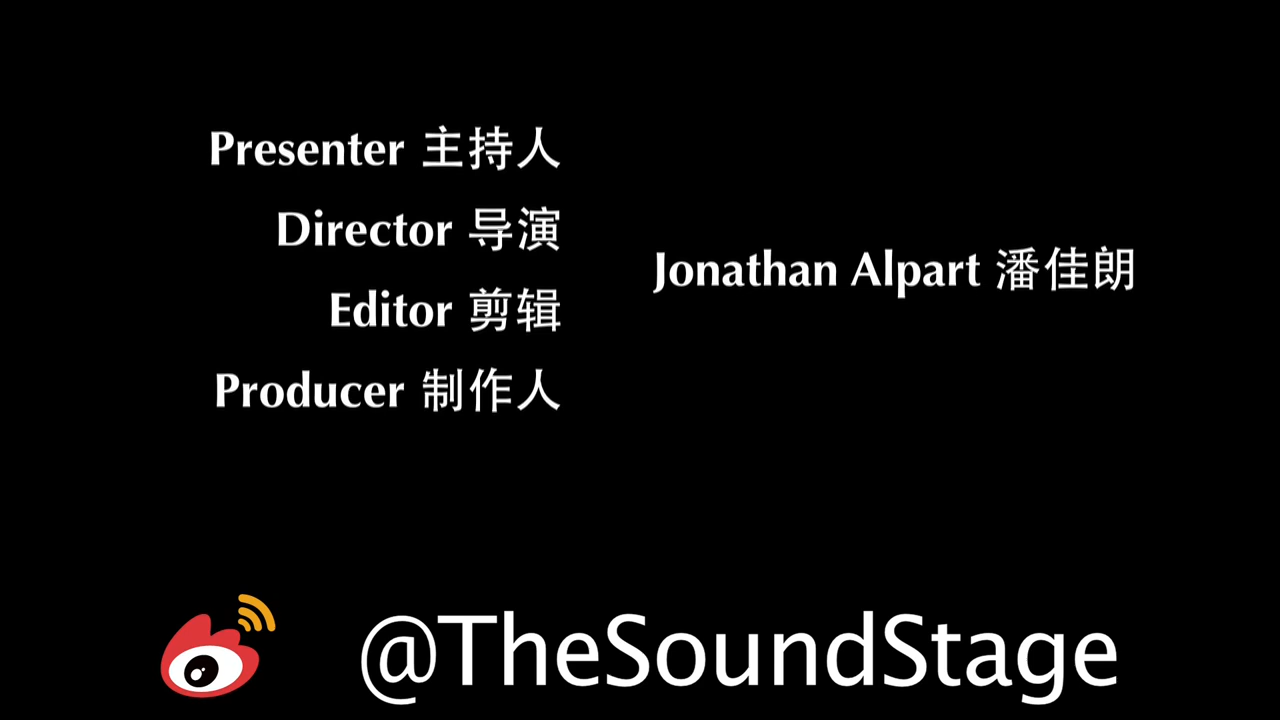 Presenter 主持人
Director 导演
Editor 剪辑
Producer 制作人
Jonathan Alpart 潘佳朗
@TheSoundStage